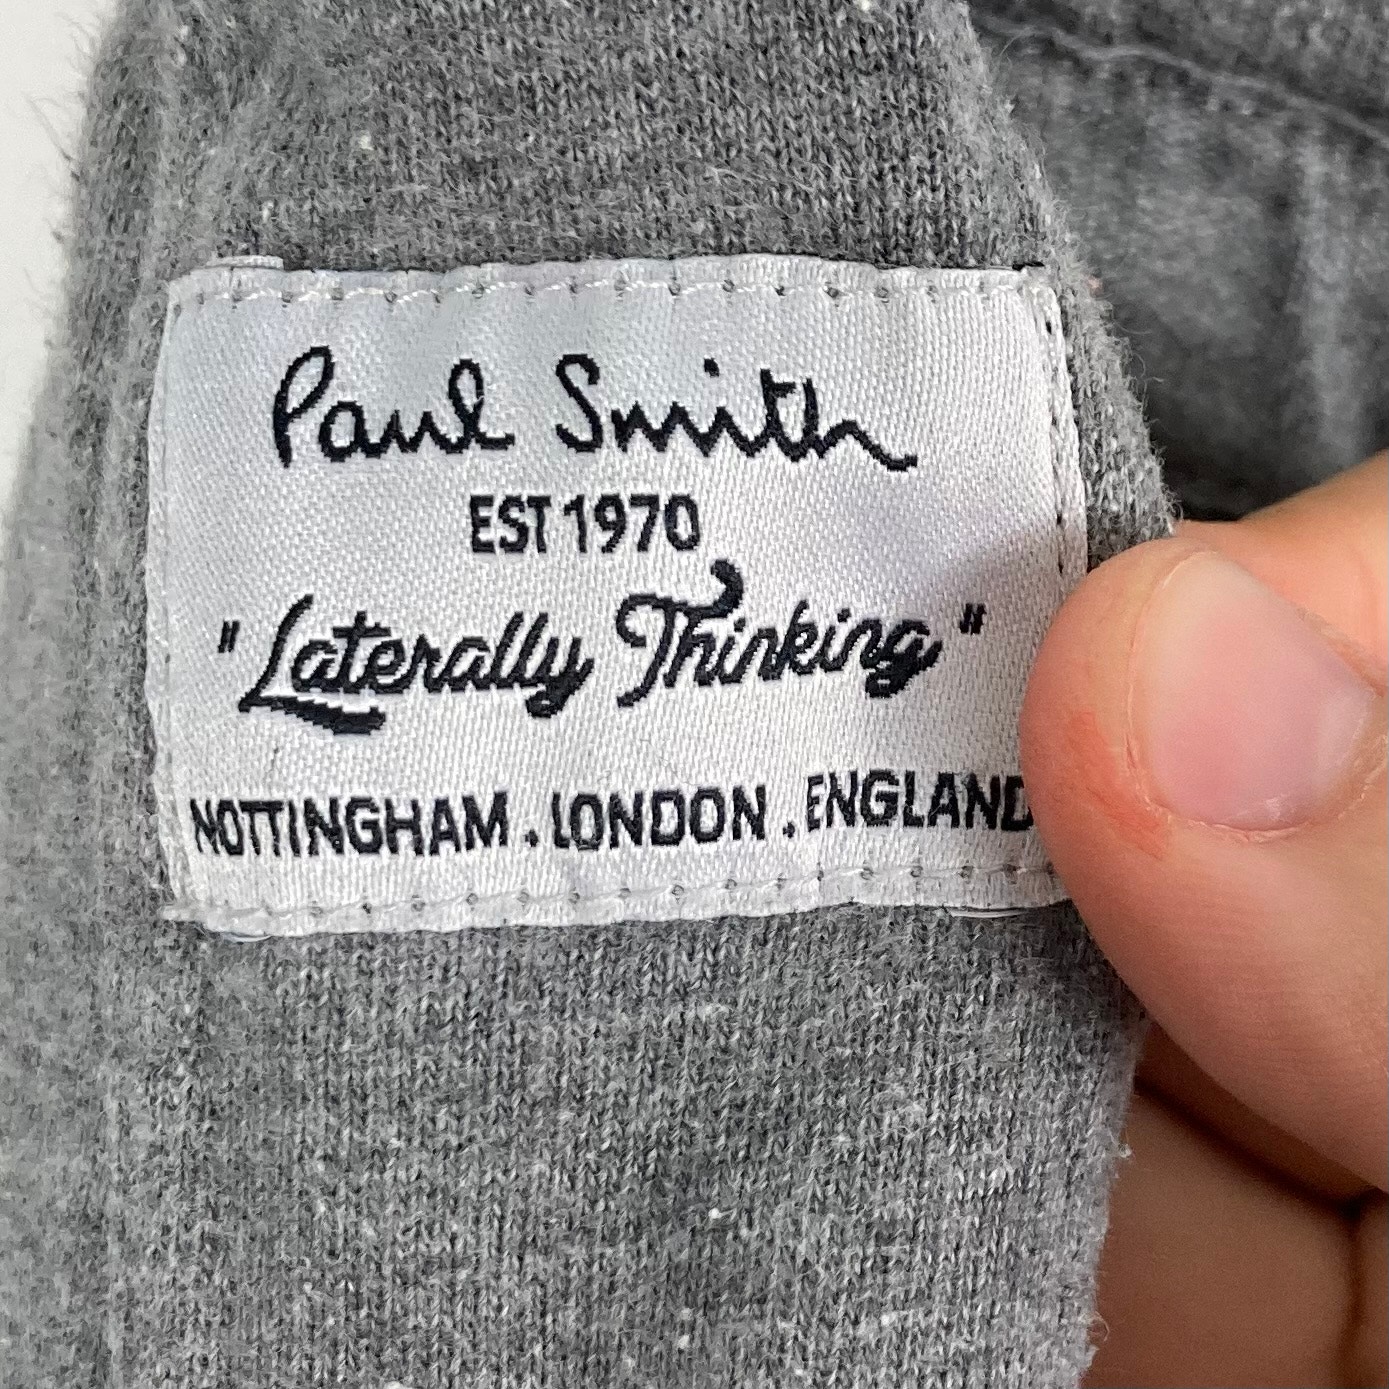 Paul Smith
EST 1970
"Laterally Thinking"
NOTTINGHAM . LONDON . ENGLAND